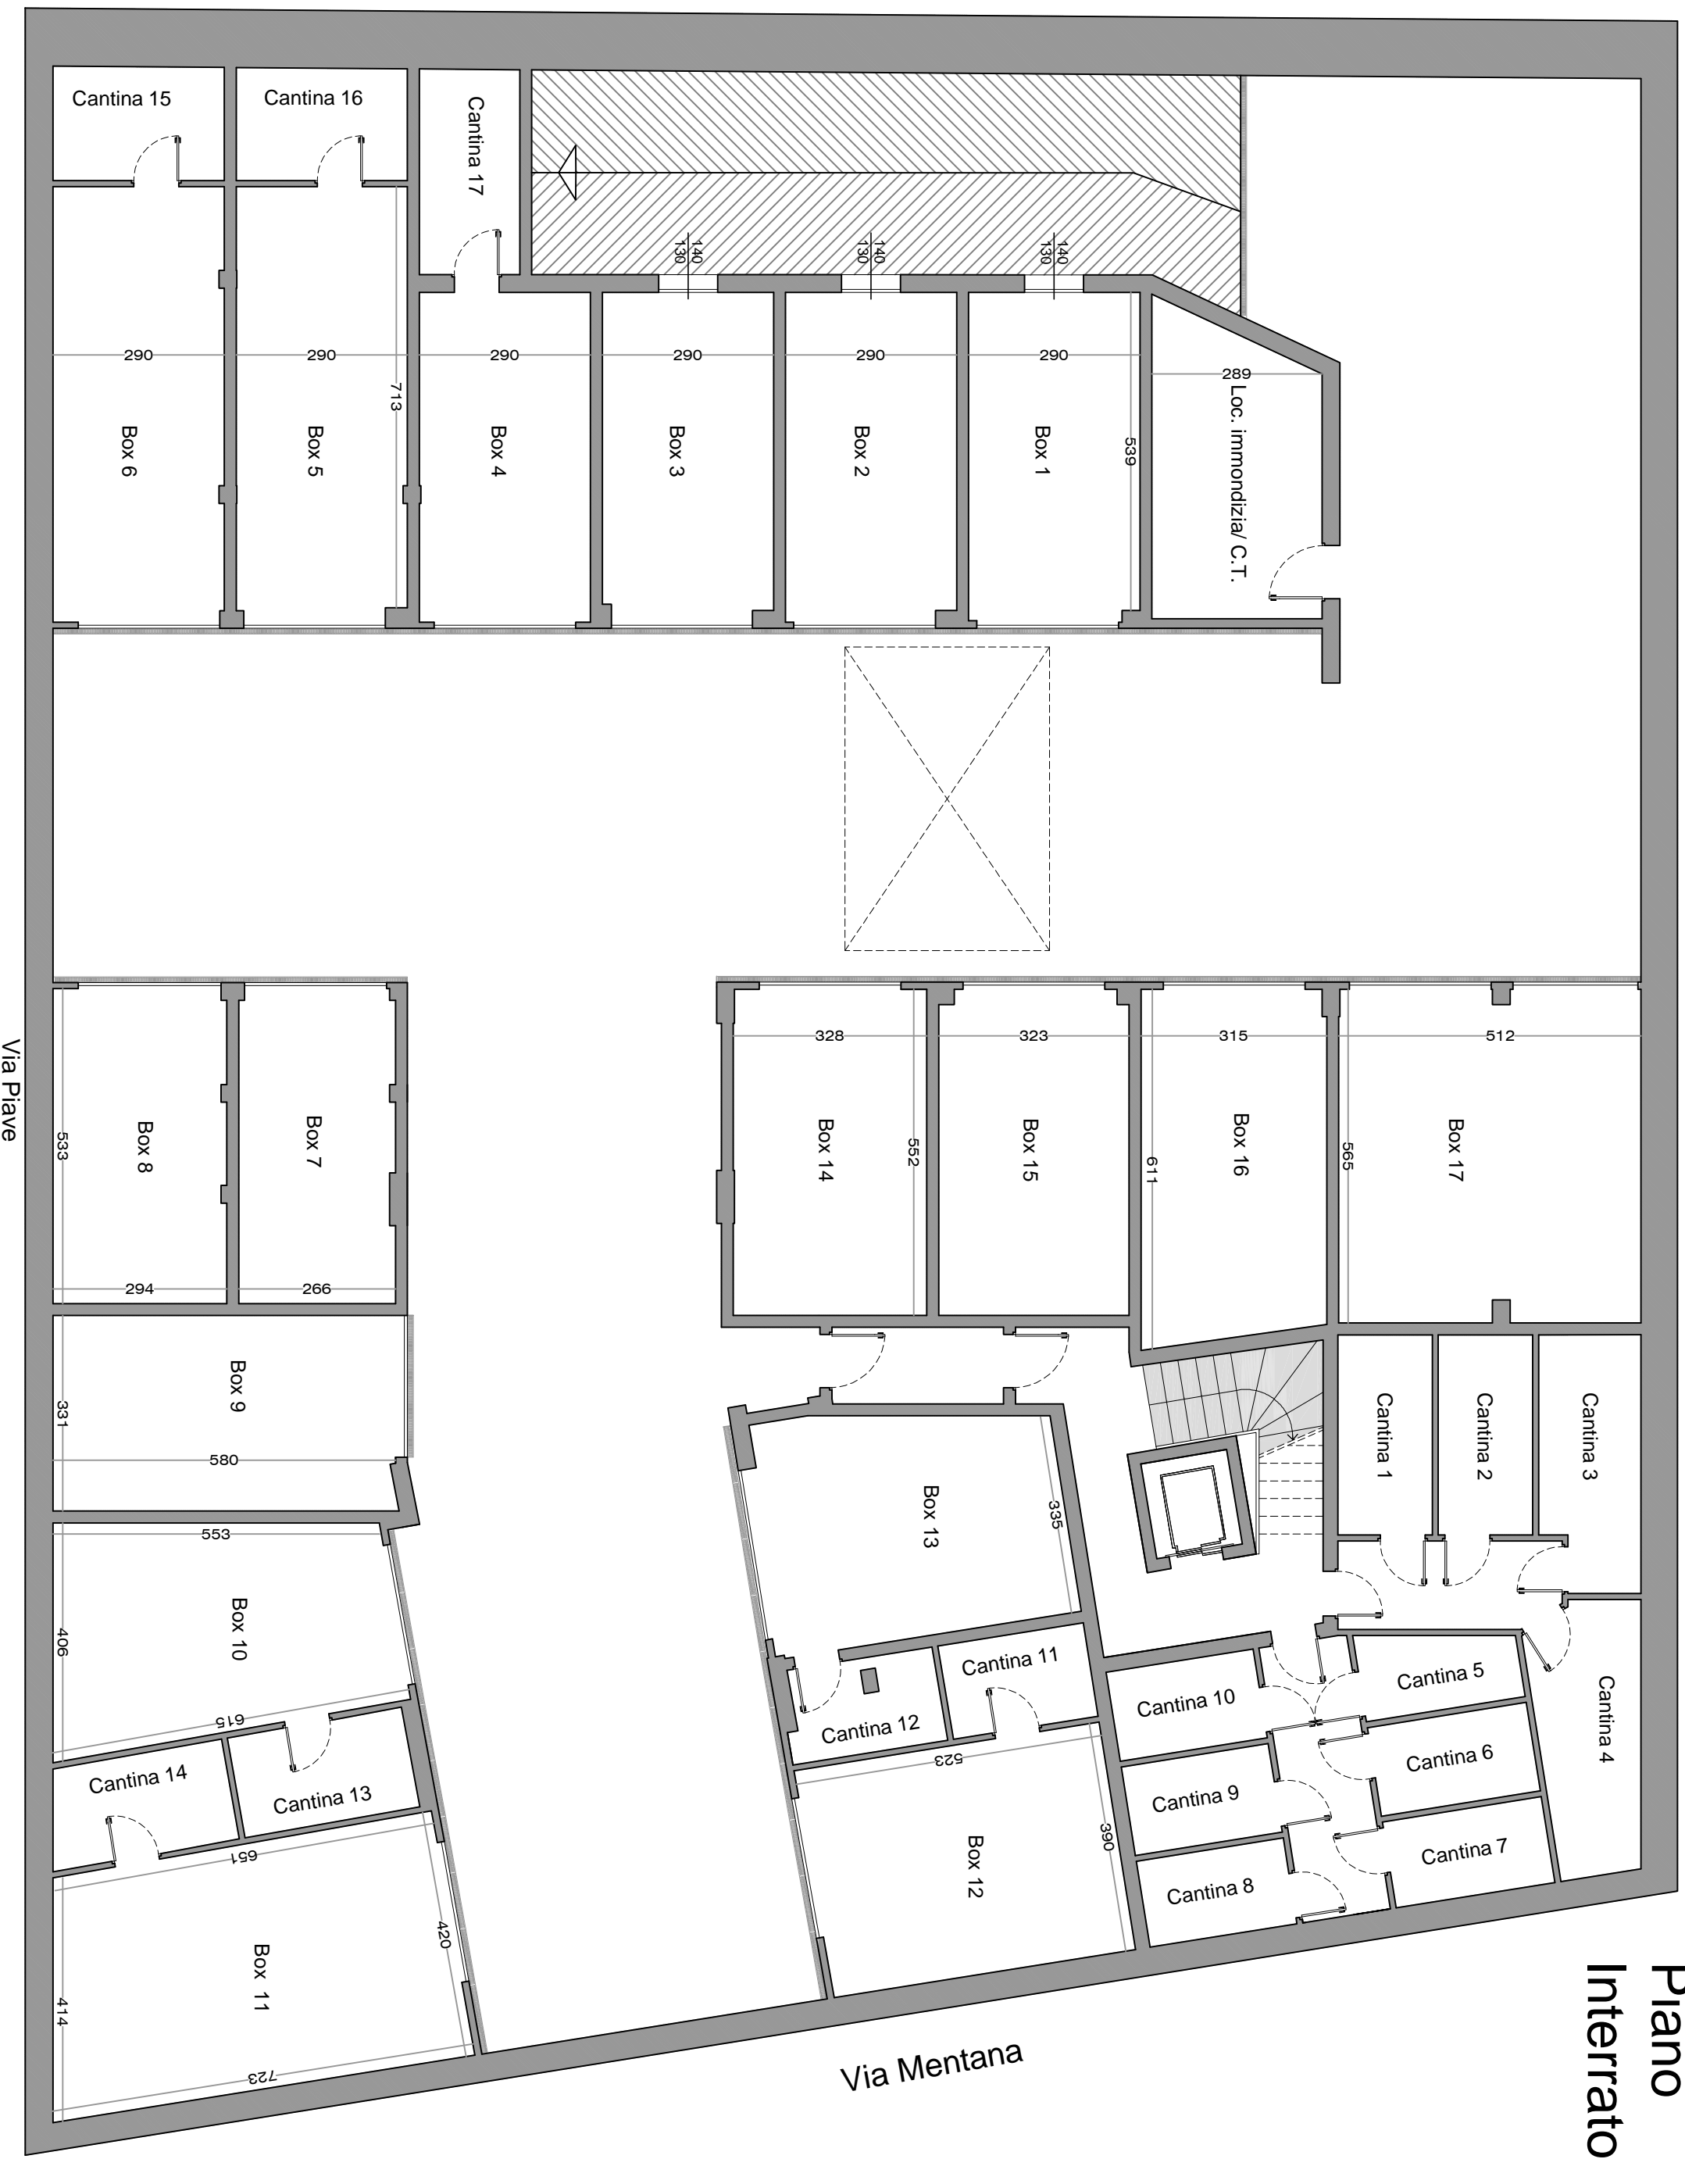 Cantina 15
Cantina 16
Cantina 17
140
130
140
130
140
130
290
290
290
290
290
290
289
713
539
Box 6
Box 5
Box 4
Box 3
Box 2
Box 1
Loc. immondizia/ C.T.
Via Piave
328
323
315
512
533
552
611
565
Box 8
Box 7
Box 14
Box 15
Box 16
Box 17
294
266
Box 9
331
580
553
Box 10
406
615
Cantina 14
Cantina 13
651
Box 11
420
414
723
Box 13
335
Cantina 11
Cantina 12
523
Box 12
390
Cantina 1
Cantina 2
Cantina 3
Cantina 4
Cantina 5
Cantina 10
Cantina 6
Cantina 9
Cantina 7
Cantina 8
Via Mentana
Piano
Interrato